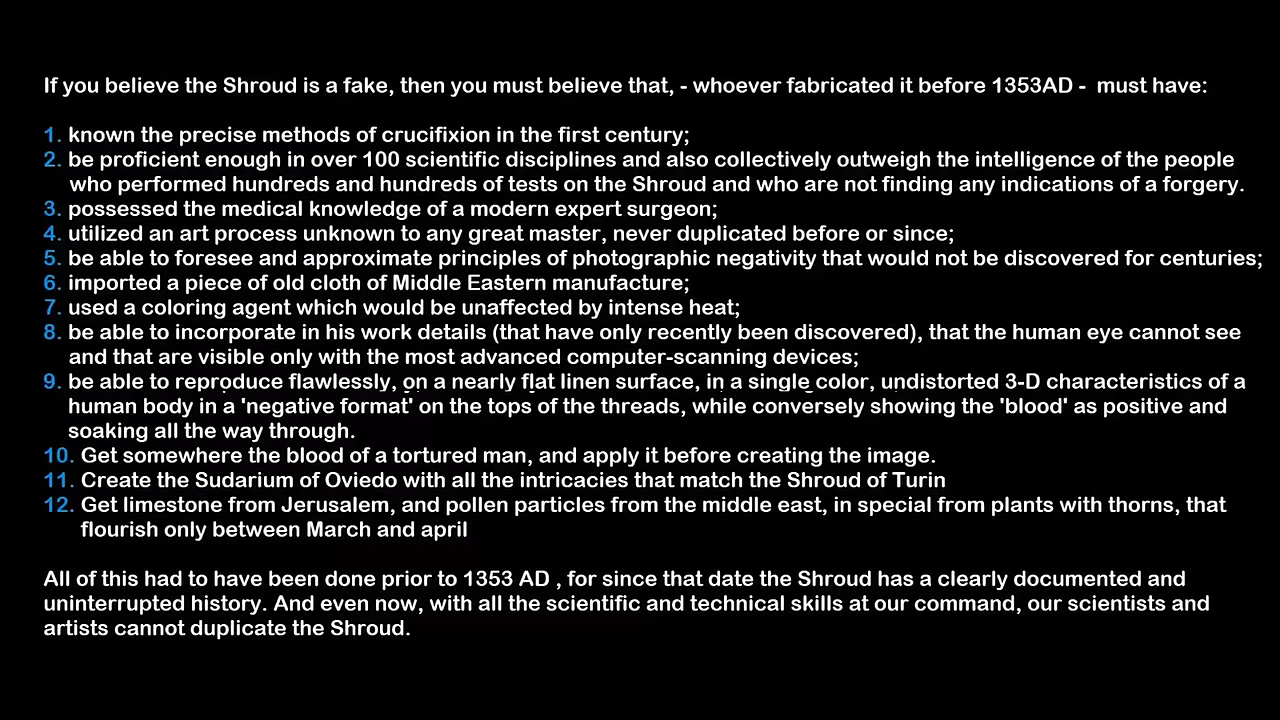 If you believe the Shroud is a fake, then you must believe that, - whoever fabricated it before 1353AD -  must have:
1. known the precise methods of crucifixion in the first century;
2. be proficient enough in over 100 scientific disciplines and also collectively outweigh the intelligence of the people
who performed hundreds and hundreds of tests on the Shroud and who are not finding any indications of a forgery.
3. possessed the medical knowledge of a modern expert surgeon;
4. utilized an art process unknown to any great master, never duplicated before or since;
5. be able to foresee and approximate principles of photographic negativity that would not be discovered for centuries;
6. imported a piece of old cloth of Middle Eastern manufacture;
7. used a coloring agent which would be unaffected by intense heat;
8. be able to incorporate in his work details (that have only recently been discovered), that the human eye cannot see
and that are visible only with the most advanced computer-scanning devices;
9. be able to reproduce flawlessly, on a nearly flat linen surface, in a single color, undistorted 3-D characteristics of a
human body in a 'negative format' on the tops of the threads, while conversely showing the 'blood' as positive and
soaking all the way through.
10. Get somewhere the blood of a tortured man, and apply it before creating the image.
11. Create the Sudarium of Oviedo with all the intricacies that match the Shroud of Turin
12. Get limestone from Jerusalem, and pollen particles from the middle east, in special from plants with thorns, that
flourish only between March and april
All of this had to have been done prior to 1353 AD , for since that date the Shroud has a clearly documented and
uninterrupted history. And even now, with all the scientific and technical skills at our command, our scientists and
artists cannot duplicate the Shroud.